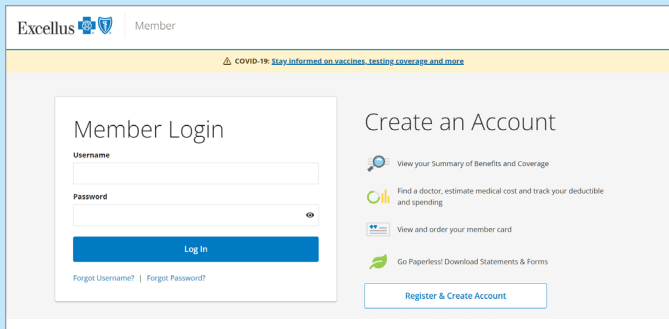 Excellus
Member
COVID-19: Stay informed on vaccines, testing coverage and more
Member Login
Username
Password
Log In
Forgot Username? | Forgot Password?
Create an Account
View your Summary of Benefits and Coverage
Find a doctor, estimate medical cost and track your deductible
and spending
View and order your member card
Go Paperless! Download Statements & Forms
Register & Create Account